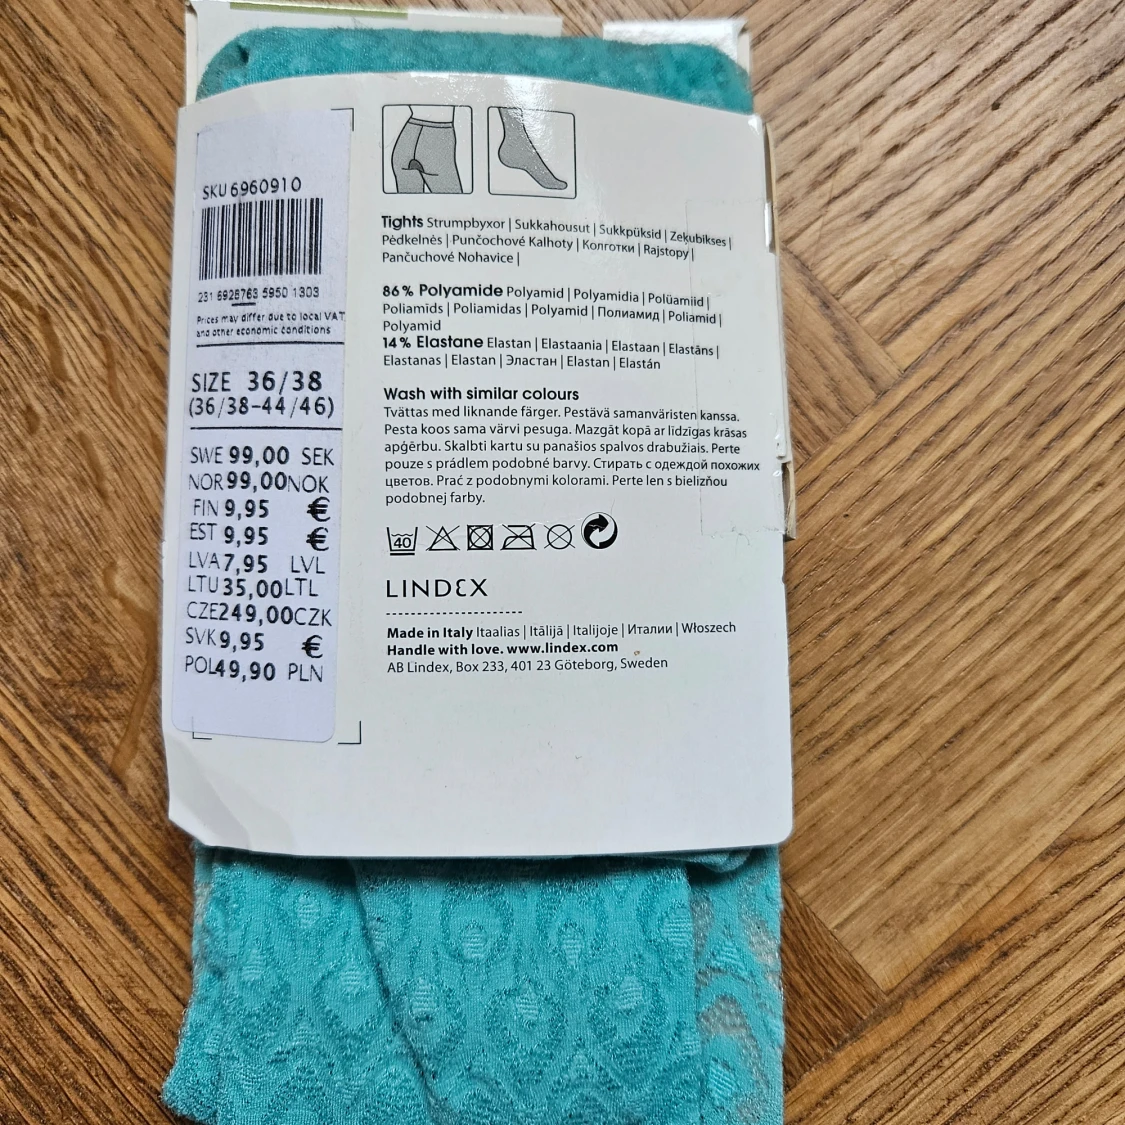 SKU 6960910
231 6928763 5950 1303
Prices may differ due to local VAT
and other economic conditions
SIZE 36/38
(36/38-44/46)
SWE 99,00 SEK
NOR 99,00 NOK
FIN 9,95 €
EST 9,95 €
LVA 7,95 LVL
LTU 35,00 LTL
CZE 249,00 CZK
SVK 9,95 €
POL 49,90 PLN
Tights Strumpbyxor | Sukkahousut | Sukkpüksid | Zeķubikses |
Pėdkelnės | Punčochové Kalhoty | Колготки | Rajstopy |
Pančuchové Nohavice |
86% Polyamide Polyamid | Polyamidia | Polüamiid |
Poliamīds | Poliamidas | Polyamid | Полиамид | Poliamid |
Polyamid
14% Elastane Elastan | Elastaania | Elastaan | Elastāns |
Elastanas | Elastan | Эластан | Elastan | Elastán
Wash with similar colours
Tvättas med liknande färger. Pestävä samanväristen kanssa.
Pesta koos sama värvi pesuga. Mazgāt kopā ar līdzīgas krāsas
apģērbu. Skalbti kartu su panašios spalvos drabužiais. Perte
pouze s prádlem podobné barvy. Стирать с одеждой похожих
цветов. Prać z podobnymi kolorami. Perte len s bielizňou
podobnej farby.
40
LINDEX
Made in Italy Itaalias | Itālijā | Italijoje | Италии | Włoszech
Handle with love. www.lindex.com
AB Lindex, Box 233, 401 23 Göteborg, Sweden